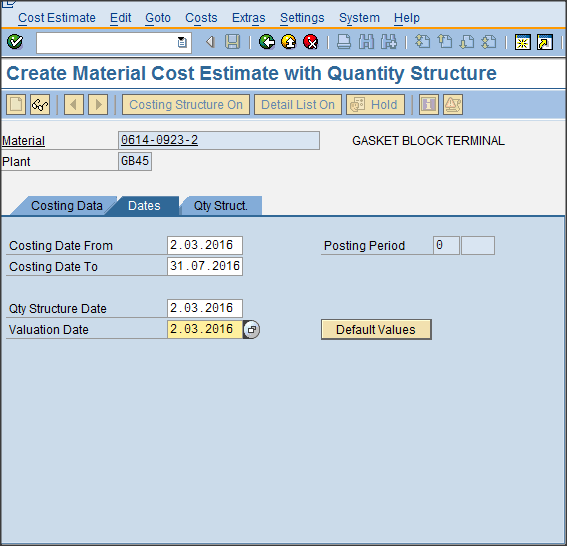 Cost Estimate Edit Goto Costs Extras Settings System Help
Create Material Cost Estimate with Quantity Structure
Costing Structure On Detail List On Hold
Material 0614-0923-2 GASKET BLOCK TERMINAL
Plant GB45
Costing Data Dates Qty Struct.
Costing Date From 2.03.2016 Posting Period 0
Costing Date To 31.07.2016
Qty Structure Date 2.03.2016
Valuation Date 2.03.2016 Default Values